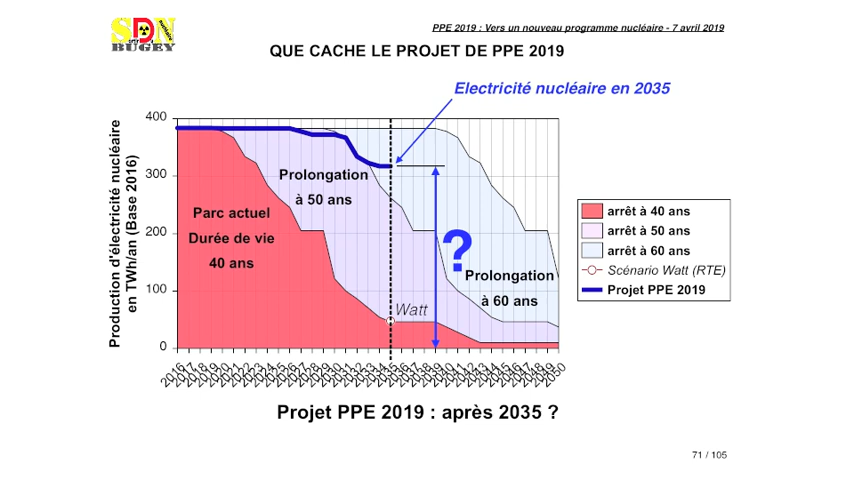 SDN
BUGEY
PPE 2019 : Vers un nouveau programme nucléaire - 7 avril 2019
QUE CACHE LE PROJET DE PPE 2019
Electricité nucléaire en 2035
Production d'électricité nucléaire
en TWh/an (Base 2016)
400
300
200
100
0
Prolongation
à 50 ans
Parc actuel
Durée de vie
40 ans
?
Prolongation
à 60 ans
Watt
arrêt à 40 ans
arrêt à 50 ans
arrêt à 60 ans
Scénario Watt (RTE)
Projet PPE 2019
2016
2017
2018
2019
2020
2021
2022
2023
2024
2025
2026
2027
2028
2029
2030
2031
2032
2033
2034
2035
2036
2037
2038
2039
2040
2041
2042
2043
2044
2045
2046
2047
2048
2049
2050
Projet PPE 2019 : après 2035 ?
71 / 105